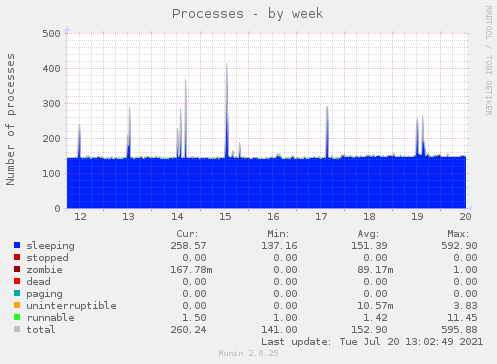 Processes - by week
RRDTOOL / TOBI OETIKER
Number of processes
500
400
300
200
100
0
12 13 14 15 16 17 18 19 20
Cur: Min: Avg: Max:
sleeping 258.57 137.16 151.39 592.90
stopped 0.00 0.00 0.00 0.00
zombie 167.78m 0.00 89.17m 1.00
dead 0.00 0.00 0.00 0.00
paging 0.00 0.00 0.00 0.00
uninterruptible 0.00 0.00 10.57m 3.83
runnable 1.50 1.00 1.42 11.45
total 260.24 141.00 152.90 595.88
Last update: Tue Jul 20 13:02:49 2021
Munin 2.0.25